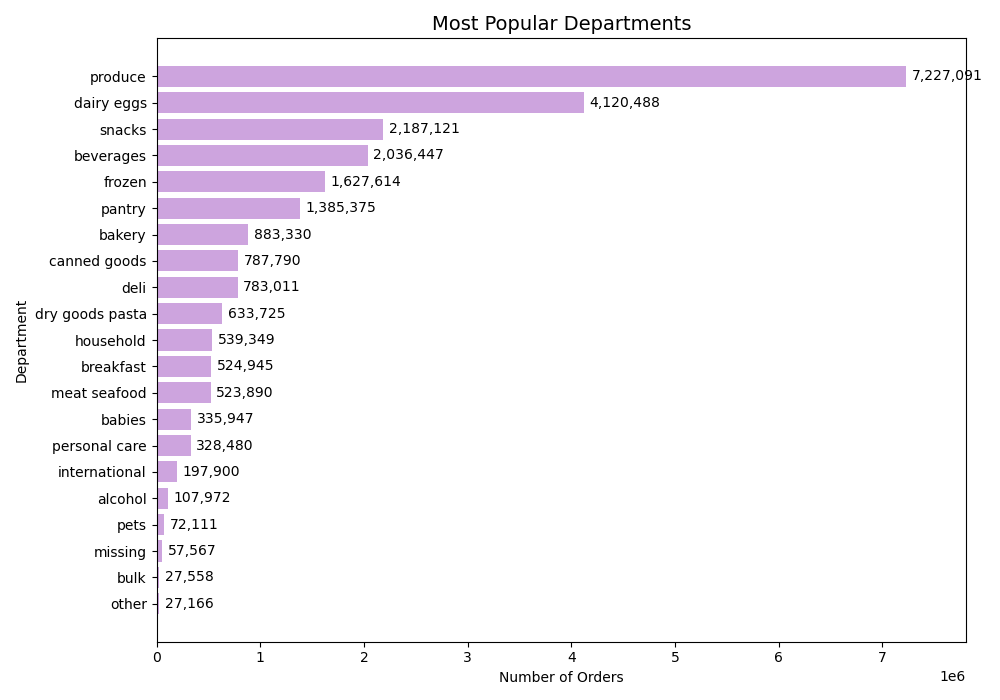 Most Popular Departments
Department
produce 7,227,091
dairy eggs 4,120,488
snacks 2,187,121
beverages 2,036,447
frozen 1,627,614
pantry 1,385,375
bakery 883,330
canned goods 787,790
deli 783,011
dry goods pasta 633,725
household 539,349
breakfast 524,945
meat seafood 523,890
babies 335,947
personal care 328,480
international 197,900
alcohol 107,972
pets 72,111
missing 57,567
bulk 27,558
other 27,166
0 1 2 3 4 5 6 7
1e6
Number of Orders